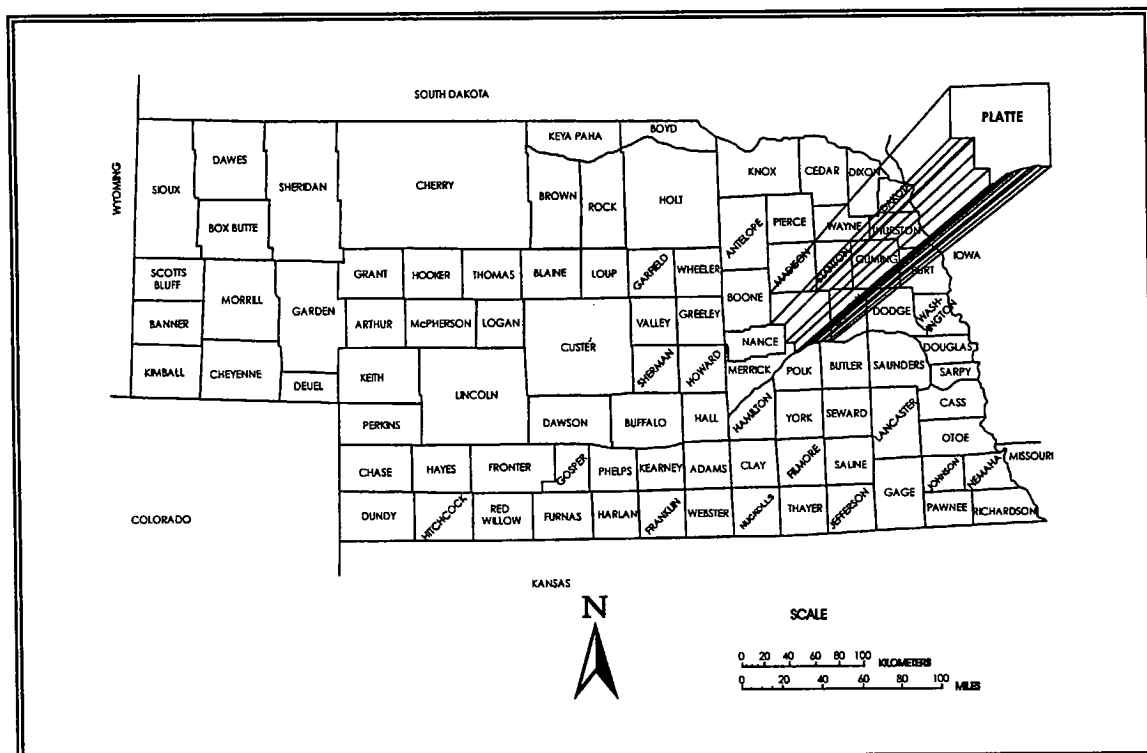 SOUTH DAKOTA
PLATTE
WYOMING
SIOUX
DAWES
BOX BUTTE
SHERIDAN
CHERRY
KEYA PAHA
BOYD
BROWN
ROCK
HOLT
KNOX
CEDAR
DIXON
ANTELOPE
PIERCE
WAYNE
THURSTON
MADISON
STANTON
CUMING
BURT
IOWA
SCOTTS
BLUFF
BANNER
KIMBALL
MORRILL
CHEYENNE
GARDEN
DEUEL
GRANT
HOOKER
THOMAS
BLAINE
LOUP
GARFIELD
WHEELER
BOONE
ARTHUR
McPHERSON
LOGAN
CUSTER
VALLEY
GREELEY
NANCE
DODGE
WASH-
INGTON
KEITH
LINCOLN
SHERMAN
HOWARD
MERRICK
POLK
BUTLER
SAUNDERS
DOUGLAS
SARPY
PERKINS
DAWSON
BUFFALO
HALL
HAMILTON
YORK
SEWARD
LANCASTER
CASS
OTOE
CHASE
HAYES
FRONTER
GOSPER
PHELPS
KEARNEY
ADAMS
CLAY
FILMORE
SALINE
GAGE
JOHNSON
NEMAHA
MISSOURI
DUNDY
HITCHCOCK
RED
WILLOW
FURNAS
HARLAN
FRANKLIN
WEBSTER
NUCKOLLS
THAYER
JEFFERSON
PAWNEE
RICHARDSON
COLORADO
KANSAS
N
SCALE
0 20 40 60 80 100 KILOMETERS
0 20 40 60 80 100 MILES